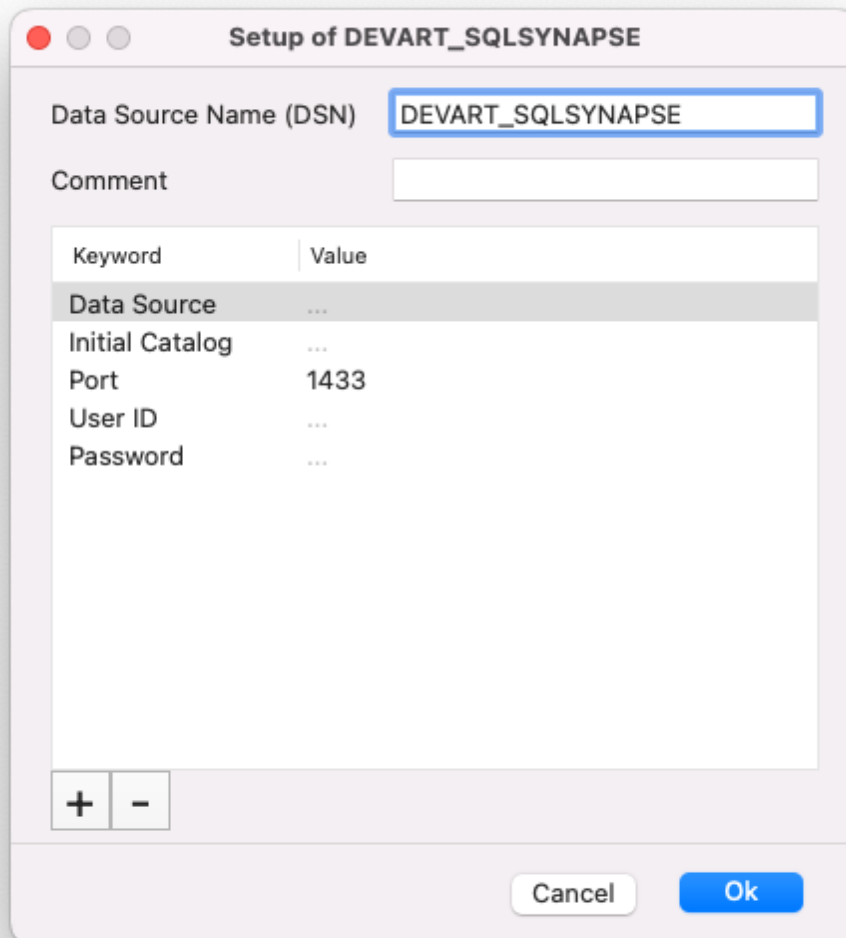 Setup of DEVART_SQLSYNAPSE
Data Source Name (DSN) DEVART_SQLSYNAPSE
Comment
Keyword Value
Data Source ...
Initial Catalog ...
Port 1433
User ID ...
Password ...
+ -
Cancel Ok